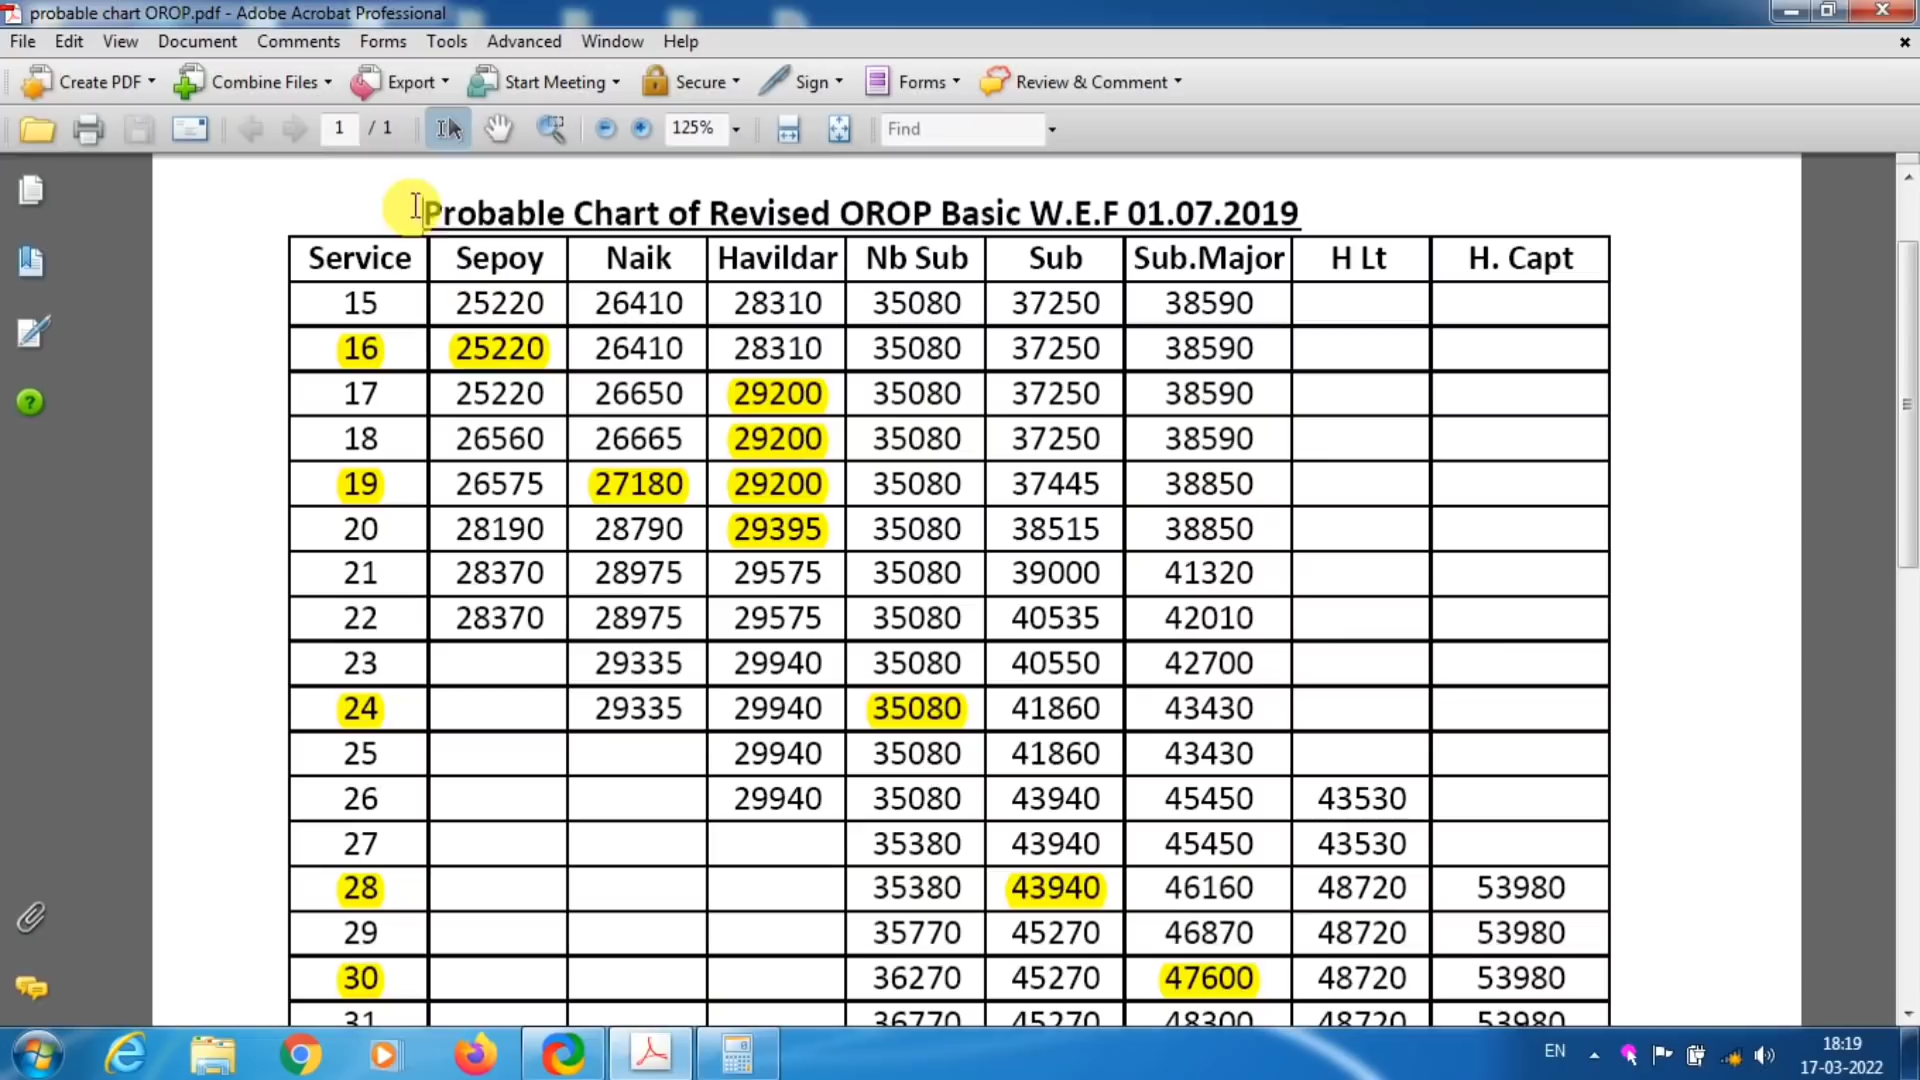 probable chart OROP.pdf - Adobe Acrobat Professional
File Edit View Document Comments Forms Tools Advanced Window Help
Create PDF Combine Files Export Start Meeting Secure Sign Forms Review & Comment
1 / 1 125% Find
Probable Chart of Revised OROP Basic W.E.F 01.07.2019
Service Sepoy Naik Havildar Nb Sub Sub Sub.Major H Lt H. Capt
15 25220 26410 28310 35080 37250 38590
16 25220 26410 28310 35080 37250 38590
17 25220 26650 29200 35080 37250 38590
18 26560 26665 29200 35080 37250 38590
19 26575 27180 29200 35080 37445 38850
20 28190 28790 29395 35080 38515 38850
21 28370 28975 29575 35080 39000 41320
22 28370 28975 29575 35080 40535 42010
23 29335 29940 35080 40550 42700
24 29335 29940 35080 41860 43430
25 29940 35080 41860 43430
26 29940 35080 43940 45450 43530
27 35380 43940 45450 43530
28 35380 43940 46160 48720 53980
29 35770 45270 46870 48720 53980
30 36270 45270 47600 48720 53980
31 36770 45270 48300 48720 53980
EN 18:19
17-03-2022